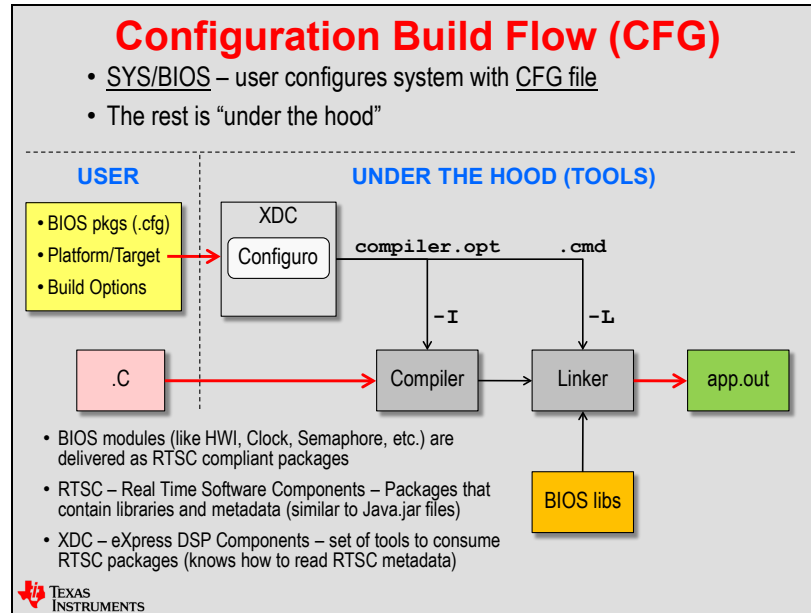 Configuration Build Flow (CFG)
• SYS/BIOS – user configures system with CFG file
• The rest is “under the hood”
USER
UNDER THE HOOD (TOOLS)
• BIOS pkgs (.cfg)
• Platform/Target
• Build Options
XDC
Configuro
compiler.opt
.cmd
-I
-L
.C
Compiler
Linker
app.out
BIOS libs
• BIOS modules (like HWI, Clock, Semaphore, etc.) are
delivered as RTSC compliant packages
• RTSC – Real Time Software Components – Packages that
contain libraries and metadata (similar to Java.jar files)
• XDC – eXpress DSP Components – set of tools to consume
RTSC packages (knows how to read RTSC metadata)
TEXAS
INSTRUMENTS